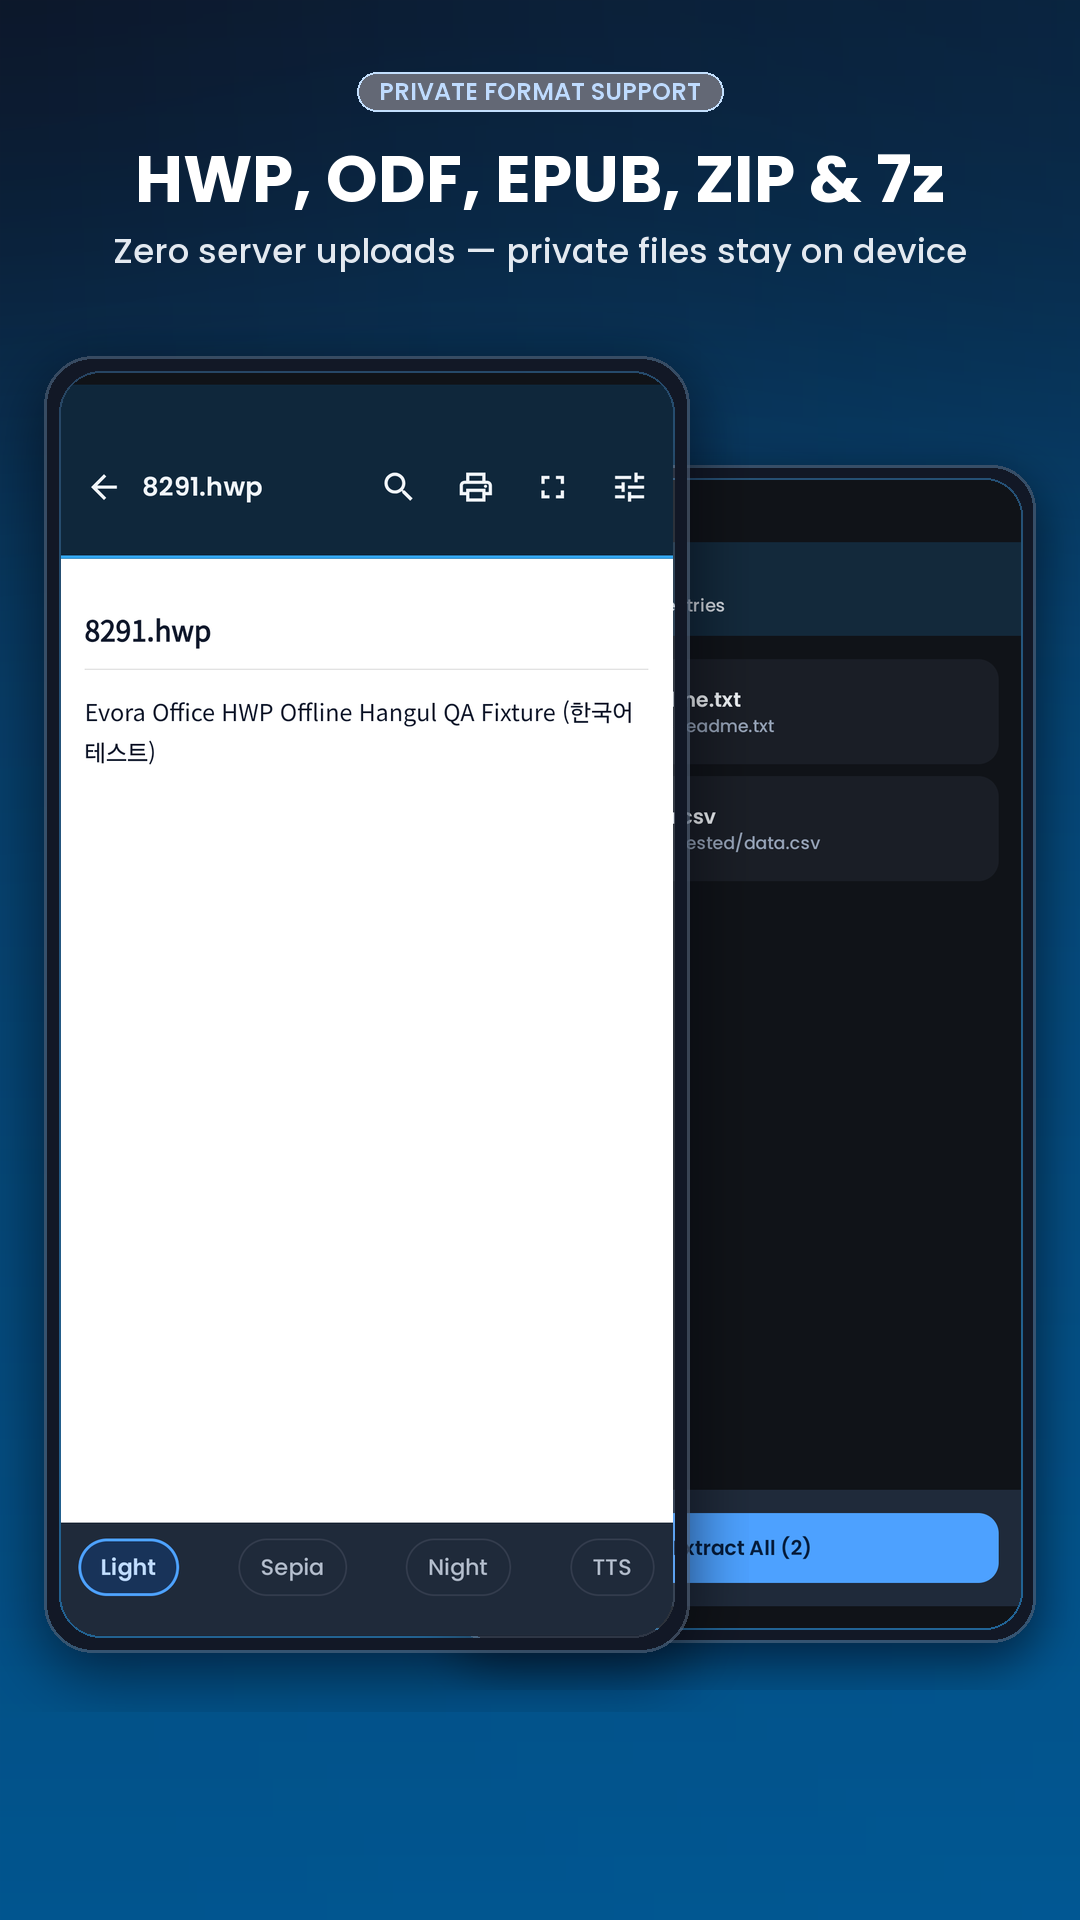 PRIVATE FORMAT SUPPORT
HWP, ODF, EPUB, ZIP & 7z
Zero server uploads — private files stay on device
8291.hwp
8291.hwp
Evora Office HWP Offline Hangul QA Fixture (한국어
테스트)
Light
Sepia
Night
TTS
tries
me.txt
eadme.txt
csv
ested/data.csv
xtract All (2)